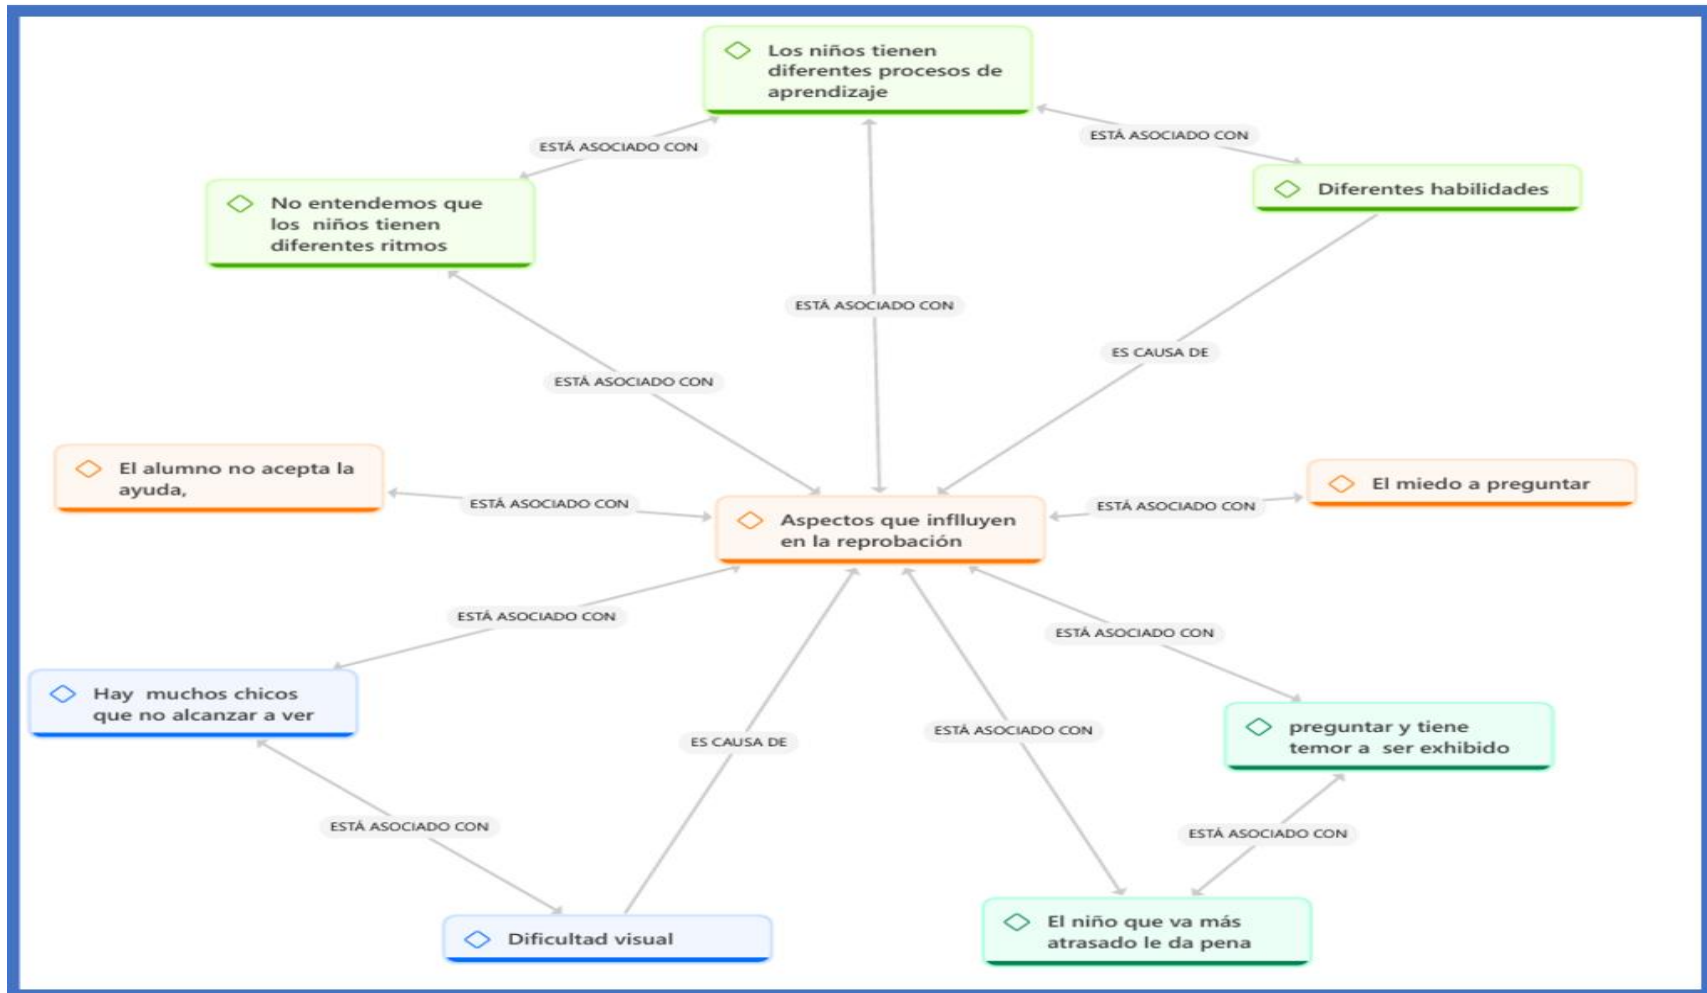 Los niños tienen
diferentes procesos de
aprendizaje
ESTÁ ASOCIADO CON
ESTÁ ASOCIADO CON
Diferentes habilidades
No entendemos que
los niños tienen
diferentes ritmos
ESTÁ ASOCIADO CON
ES CAUSA DE
ESTÁ ASOCIADO CON
El alumno no acepta la
ayuda,
ESTÁ ASOCIADO CON
Aspectos que inflluyen
en la reprobación
ESTÁ ASOCIADO CON
El miedo a preguntar
ESTÁ ASOCIADO CON
ESTÁ ASOCIADO CON
Hay muchos chicos
que no alcanzar a ver
ES CAUSA DE
ESTÁ ASOCIADO CON
preguntar y tiene
temor a ser exhibido
ESTÁ ASOCIADO CON
ESTÁ ASOCIADO CON
Dificultad visual
El niño que va más
atrasado le da pena